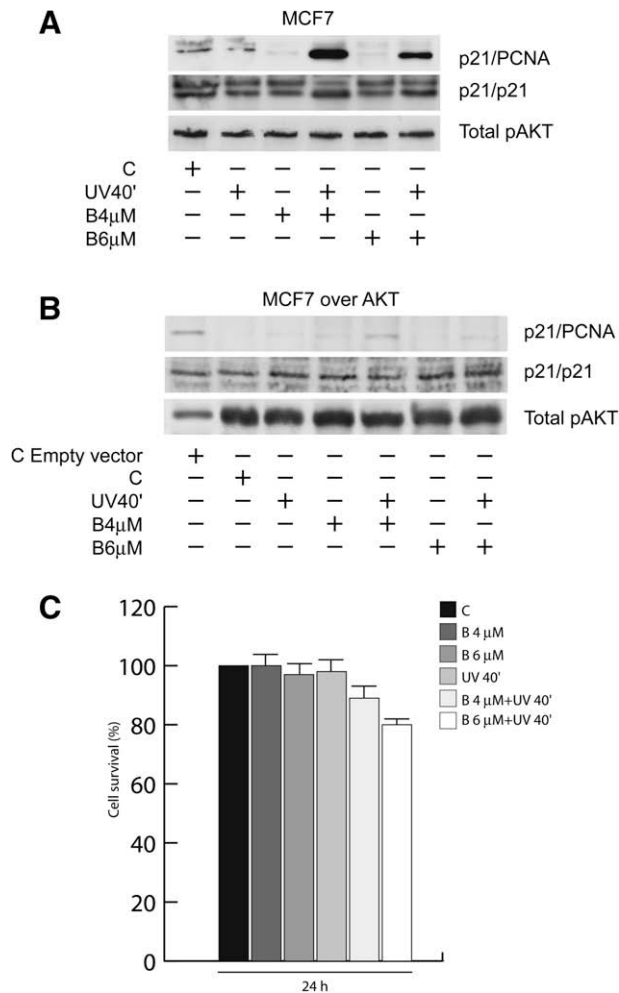 A
MCF7
p21/PCNA
p21/p21
Total pAKT
C + − − − − −
UV40' − + − + − +
B4μM − − + + − −
B6μM − − − − + +
B
MCF7 over AKT
p21/PCNA
p21/p21
Total pAKT
C Empty vector + − − − − − −
C − + − − − − −
UV40' − − + − + − +
B4μM − − − + + − −
B6μM − − − − − + +
C
120
100
80
60
40
20
0
Cell survival (%)
C
B 4 μM
B 6 μM
UV 40'
B 4 μM+UV 40'
B 6 μM+UV 40'
24 h